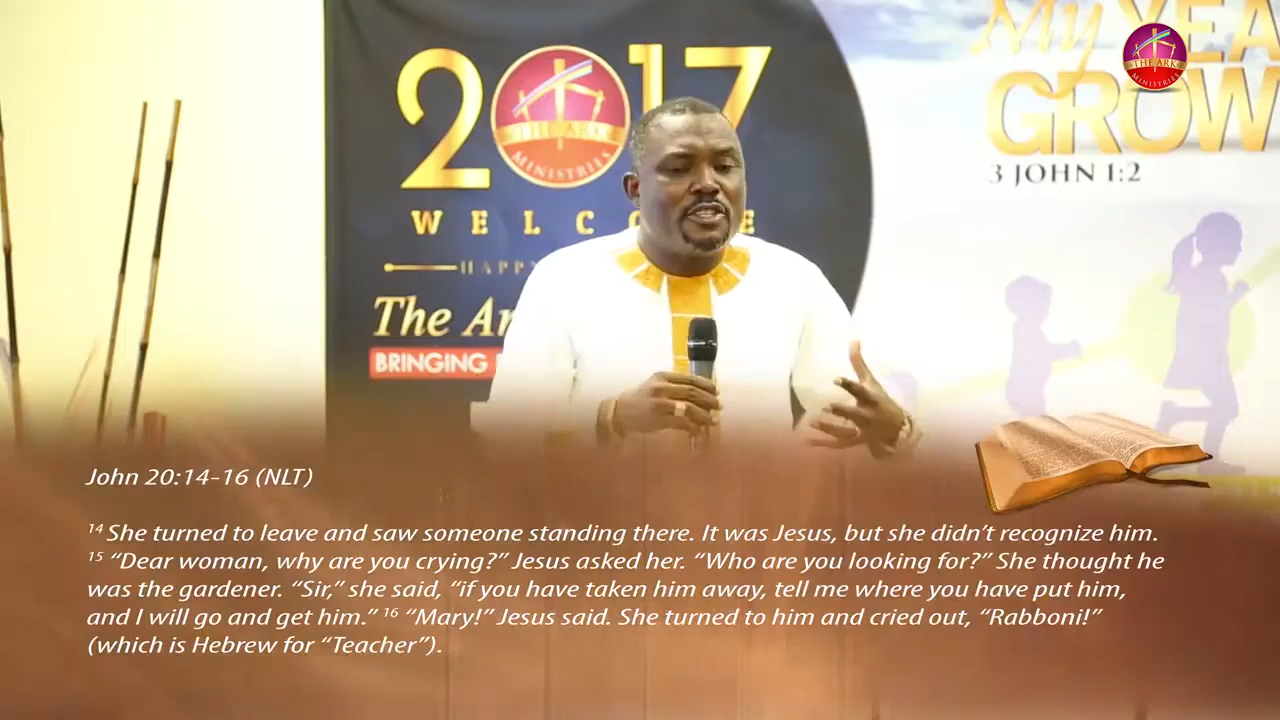 2017
THE ARK
MINISTRIES
WELCOME
HAPPY
The Ar
BRINGING
My YEA
GROW
3 JOHN 1:2
THE ARK
MINISTRIES
John 20:14-16 (NLT)
14 She turned to leave and saw someone standing there. It was Jesus, but she didn’t recognize him.
15 “Dear woman, why are you crying?” Jesus asked her. “Who are you looking for?” She thought he
was the gardener. “Sir,” she said, “if you have taken him away, tell me where you have put him,
and I will go and get him.” 16 “Mary!” Jesus said. She turned to him and cried out, “Rabboni!”
(which is Hebrew for “Teacher”).